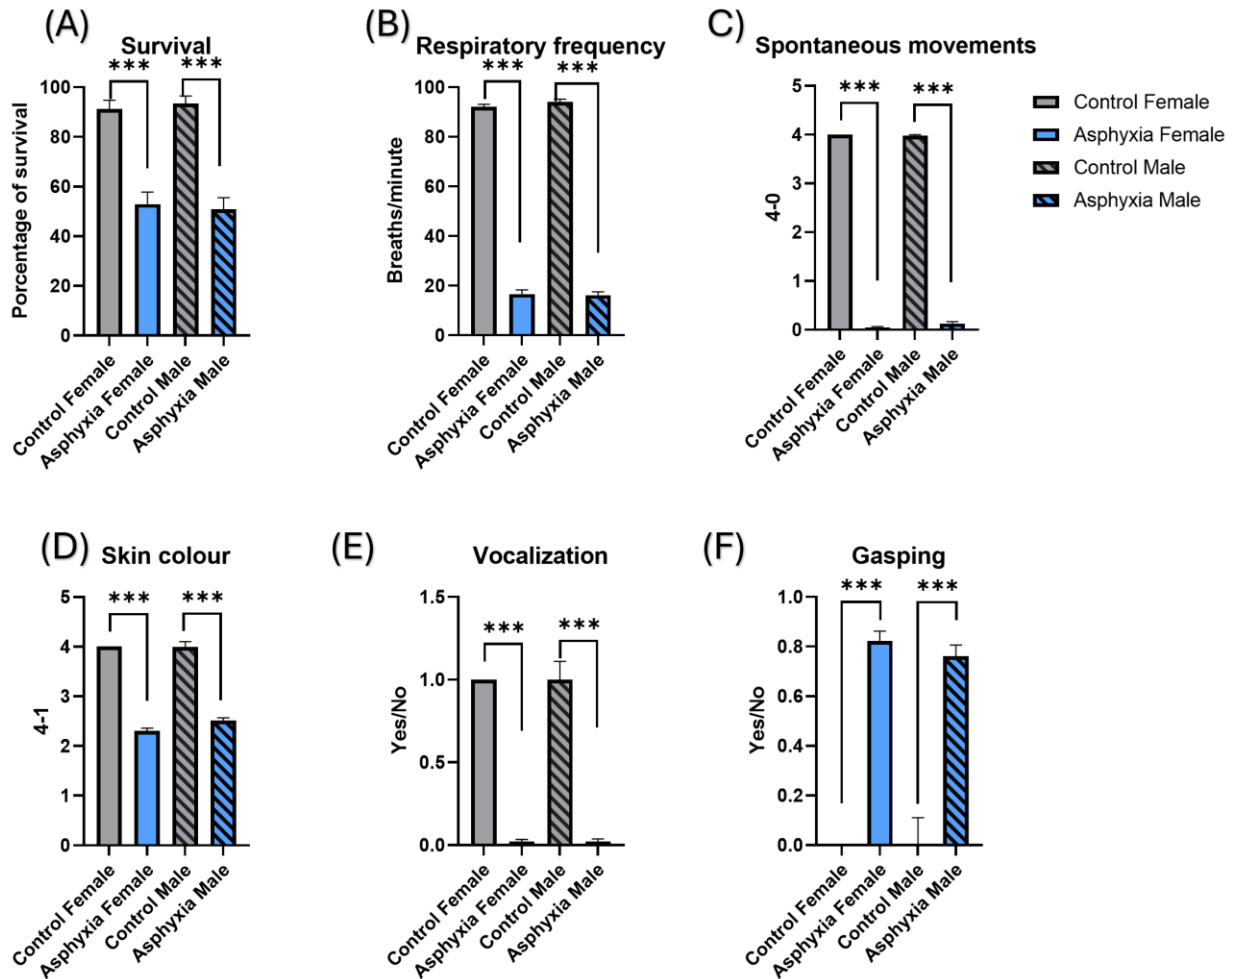 (A)
Survival
*** ***
Porcentage of survival
100
80
60
40
20
0
Control Female
Asphyxia Female
Control Male
Asphyxia Male
(B)
Respiratory frequency
*** ***
Breaths/minute
100
80
60
40
20
0
Control Female
Asphyxia Female
Control Male
Asphyxia Male
(C)
Spontaneous movements
*** ***
4-0
5
4
3
2
1
0
Control Female
Asphyxia Female
Control Male
Asphyxia Male
Control Female
Asphyxia Female
Control Male
Asphyxia Male
(D)
Skin colour
*** ***
4-1
5
4
3
2
1
0
Control Female
Asphyxia Female
Control Male
Asphyxia Male
(E)
Vocalization
*** ***
Yes/No
1.5
1.0
0.5
0.0
Control Female
Asphyxia Female
Control Male
Asphyxia Male
(F)
Gasping
*** ***
Yes/No
1.0
0.8
0.6
0.4
0.2
0.0
Control Female
Asphyxia Female
Control Male
Asphyxia Male